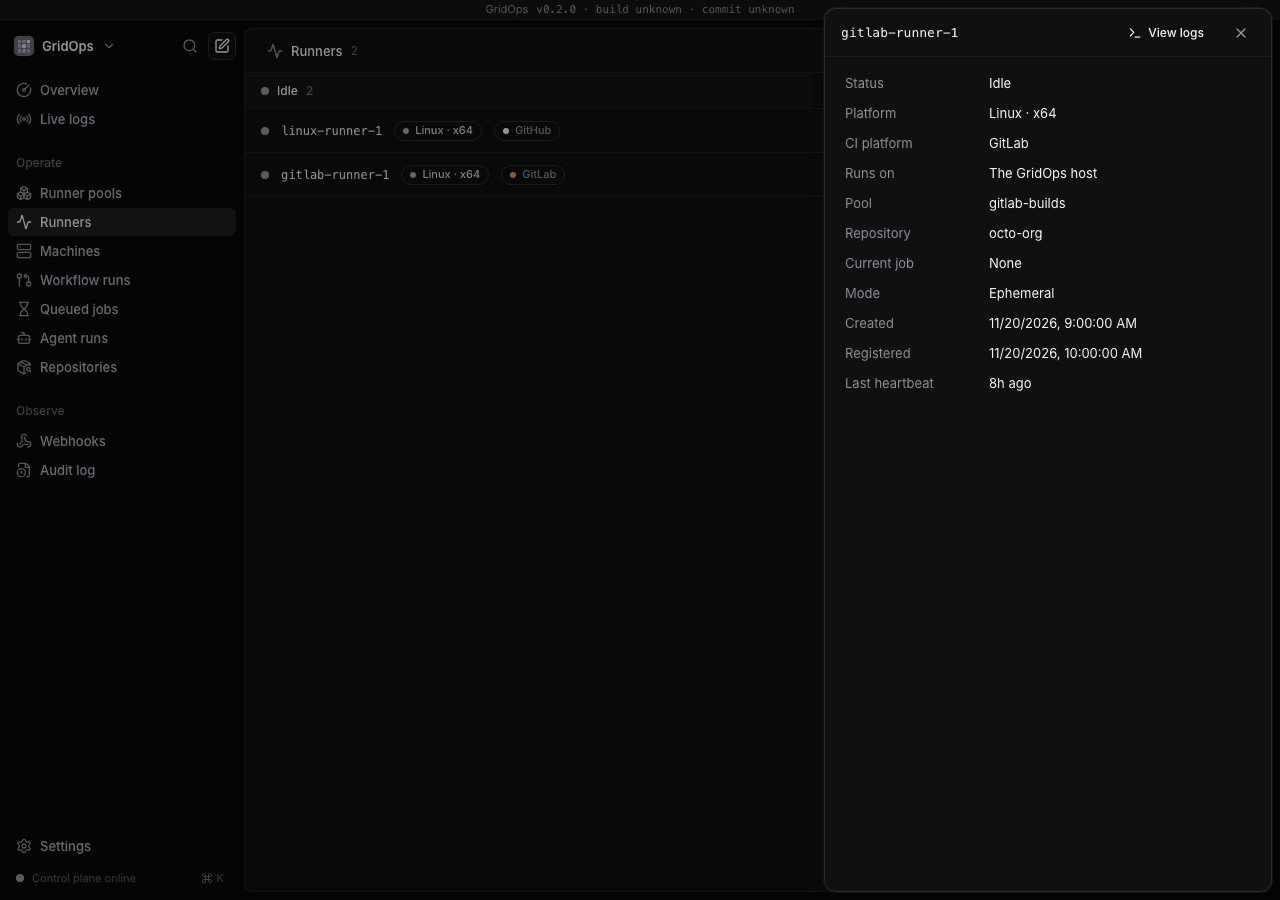 GridOps v0.2.0 · build unknown · commit unknown
GridOps
Overview
Live logs
Operate
Runner pools
Runners
Machines
Workflow runs
Queued jobs
Agent runs
Repositories
Observe
Webhooks
Audit log
Settings
Control plane online ⌘ K
Runners 2
Idle 2
linux-runner-1 Linux · x64 GitHub
gitlab-runner-1 Linux · x64 GitLab
gitlab-runner-1 View logs
Status Idle
Platform Linux · x64
CI platform GitLab
Runs on The GridOps host
Pool gitlab-builds
Repository octo-org
Current job None
Mode Ephemeral
Created 11/20/2026, 9:00:00 AM
Registered 11/20/2026, 10:00:00 AM
Last heartbeat 8h ago